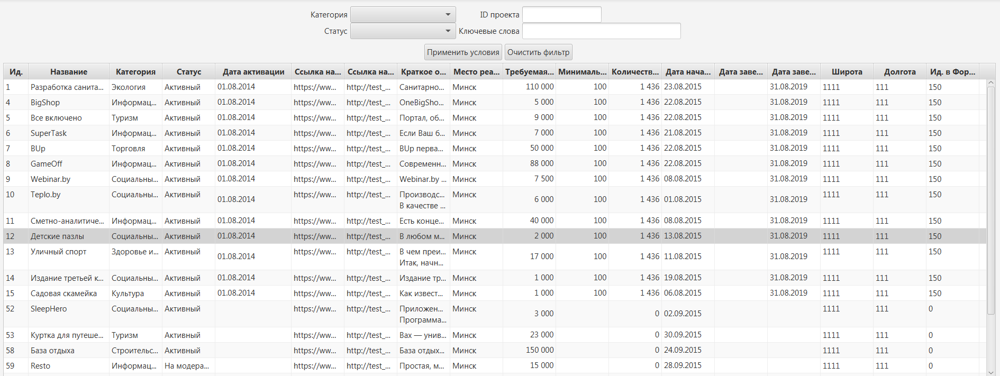 Категория ID проекта
Статус Ключевые слова
Применить условия Очистить фильтр
Ид. Название Категория Статус Дата активации Ссылка на... Ссылка на... Краткое о... Место реа... Требуемая... Минималь... Количеств... Дата нача... Дата заве... Дата заве... Широта Долгота Ид. в Фор...
1 Разработка санита... Экология Активный 01.08.2014 https://ww... http://test_... Санитарно... Минск 110 000 100 1 436 23.08.2015 31.08.2019 1111 111 150
4 BigShop Информац... Активный 01.08.2014 https://ww... http://test_... OneBigSho... Минск 5 000 100 1 436 22.08.2015 31.08.2019 1111 111 150
5 Все включено Туризм Активный 01.08.2014 https://ww... http://test_... Портал, об... Минск 9 000 100 1 436 22.08.2015 31.08.2019 1111 111 150
6 SuperTask Информац... Активный 01.08.2014 https://ww... http://test_... Если Ваш б... Минск 7 000 100 1 436 21.08.2015 31.08.2019 1111 111 150
7 BUp Торговля Активный 01.08.2014 https://ww... http://test_... BUp перва... Минск 50 000 100 1 436 22.08.2015 31.08.2019 1111 111 150
8 GameOff Информац... Активный 01.08.2014 https://ww... http://test_... Современн... Минск 88 000 100 1 436 22.08.2015 31.08.2019 1111 111 150
9 Webinar.by Социальны... Активный 01.08.2014 https://ww... http://test_... Webinar.by ... Минск 7 500 100 1 436 08.08.2015 31.08.2019 1111 111 150
10 Teplo.by Социальны... Активный 01.08.2014 https://ww... http://test_... Производс... Минск 6 000 100 1 436 01.08.2015 31.08.2019 1111 111 150
В качестве ...
11 Сметно-аналитиче... Информац... Активный 01.08.2014 https://ww... http://test_... Есть конце... Минск 40 000 100 1 436 08.08.2015 31.08.2019 1111 111 150
12 Детские пазлы Социальны... Активный 01.08.2014 https://ww... http://test_... В любом м... Минск 2 000 100 1 436 13.08.2015 31.08.2019 1111 111 150
13 Уличный спорт Здоровье и... Активный 01.08.2014 https://ww... http://test_... В чем преи... Минск 17 000 100 1 436 11.08.2015 31.08.2019 1111 111 150
Итак, начн...
14 Издание третьей к... Социальны... Активный 01.08.2014 https://ww... http://test_... Издание тр... Минск 1 000 100 1 436 19.08.2015 31.08.2019 1111 111 150
15 Садовая скамейка Культура Активный 01.08.2014 https://ww... http://test_... Как извест... Минск 1 000 100 1 436 06.08.2015 31.08.2019 1111 111 150
52 SleepHero Социальны... Активный https://ww... http://test_... Приложен... Минск 3 000 0 02.09.2015 1111 111 0
Программа...
53 Куртка для путеше... Туризм Активный https://ww... http://test_... Bax — унив... Минск 23 000 0 30.09.2015 1111 111 0
58 База отдыха Строительс... Активный https://ww... http://test_... База отдых... Минск 150 000 0 24.09.2015 1111 111 0
59 Resto Информац... На модера... https://ww... http://test_... Простая, м... Минск 15 000 0 28.09.2015 1111 111 0